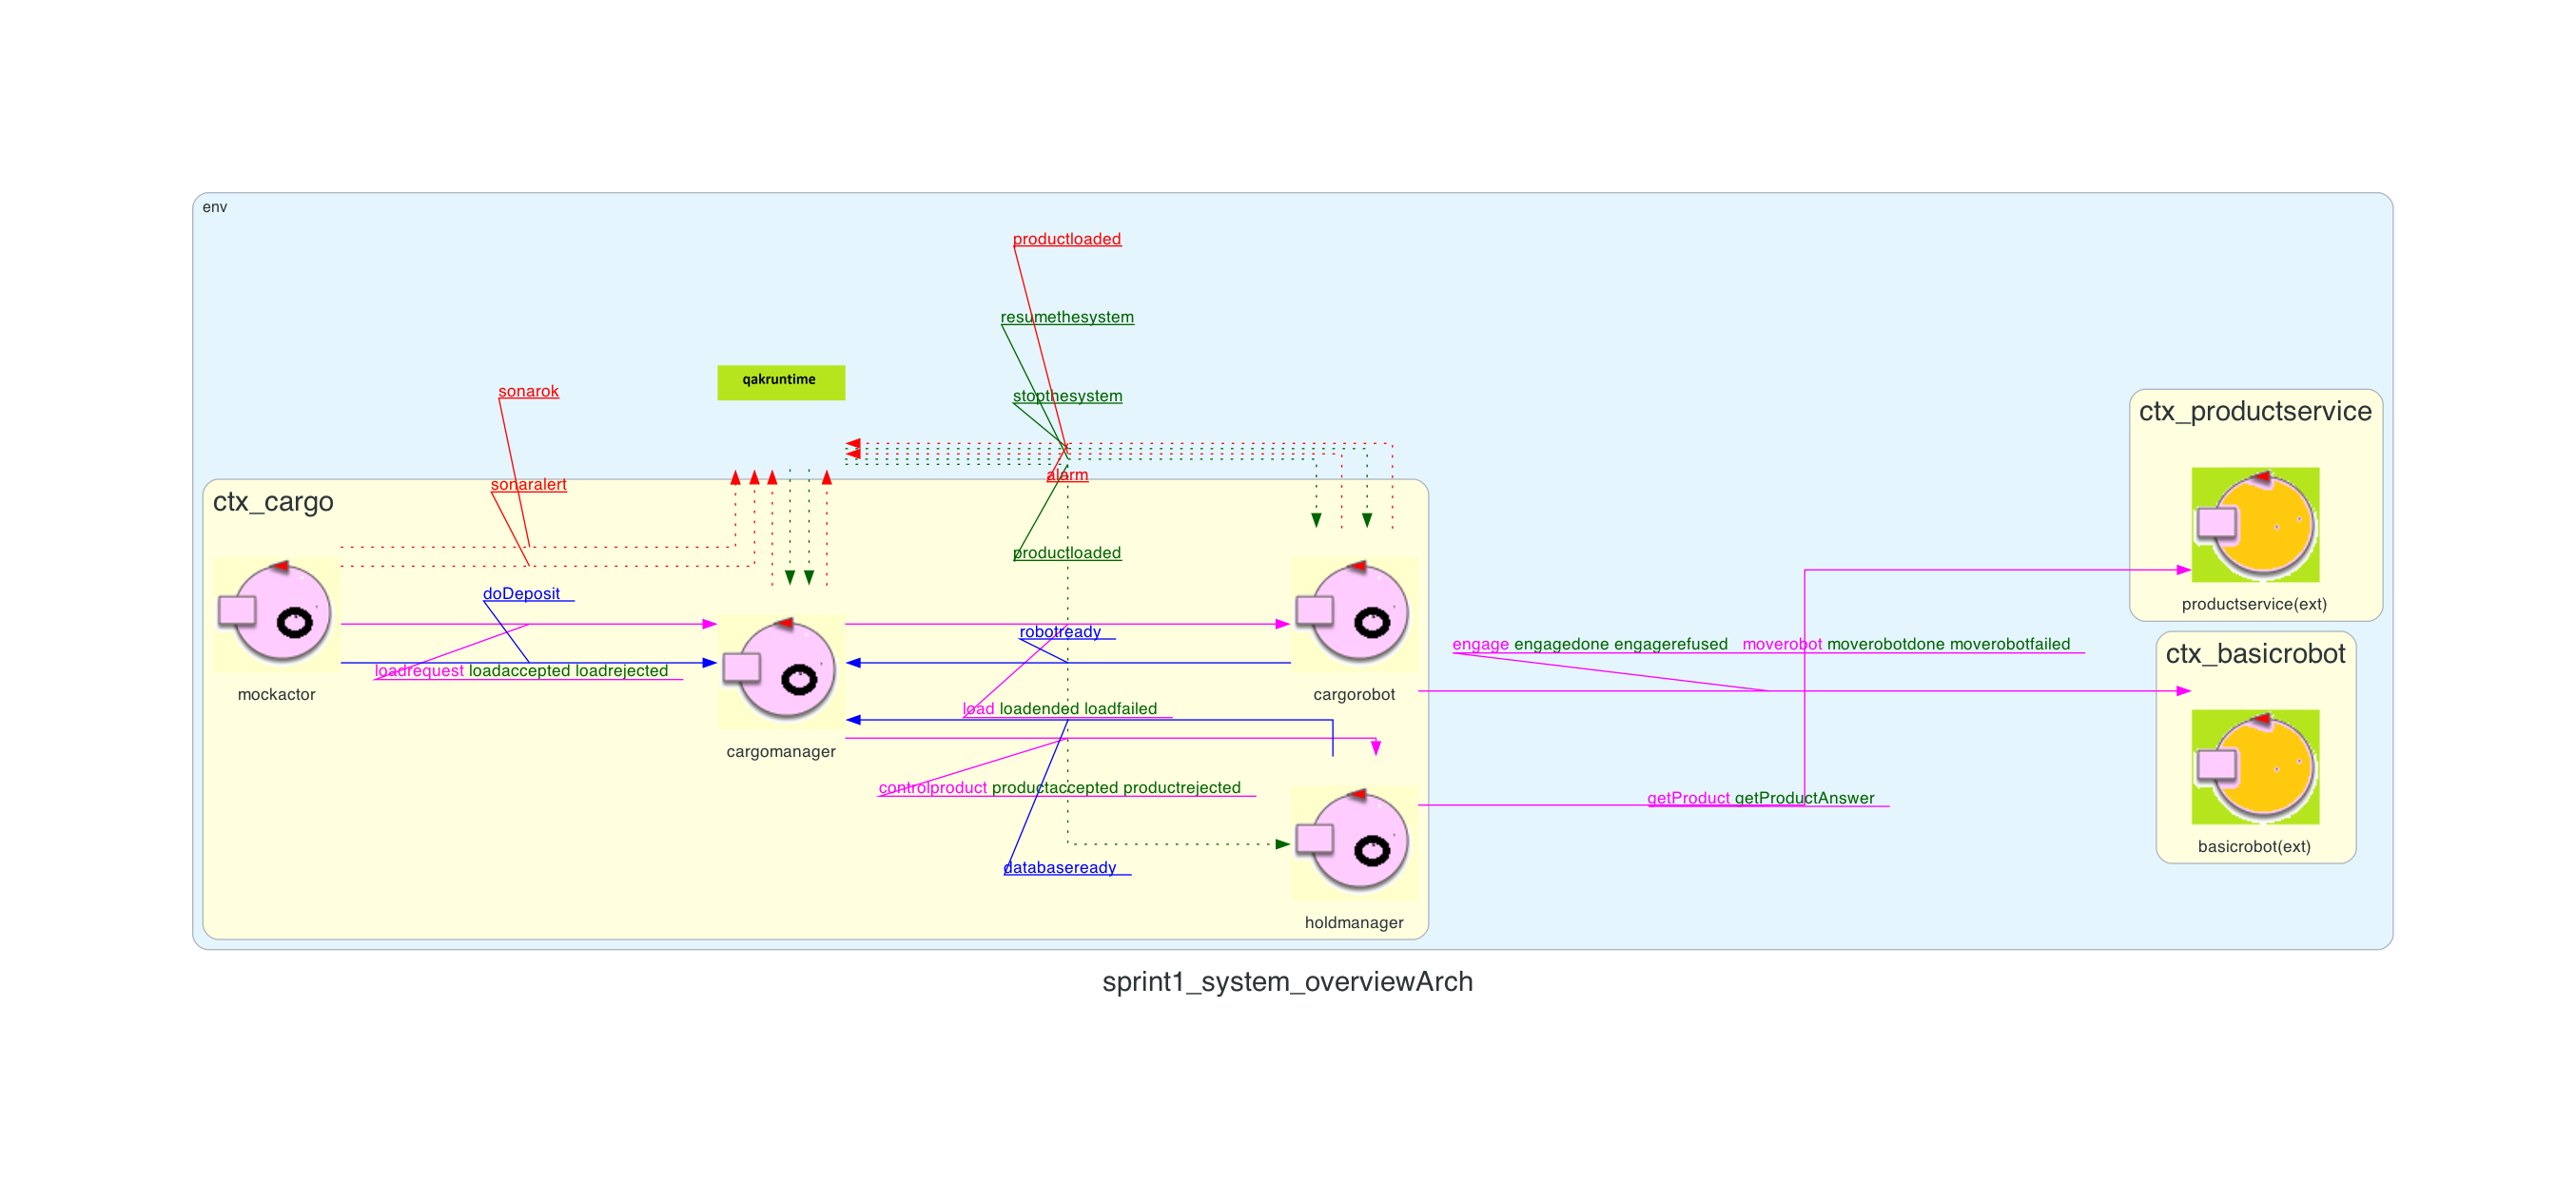 env
productloaded
resumethesystem
qakruntime
sonarok
stopthesystem
ctx_productservice
alarm
sonaralert
ctx_cargo
productloaded
doDeposit
productservice(ext)
robotready
engage engagedone engagerefused moverobot moverobotdone moverobotfailed
ctx_basicrobot
loadrequest loadaccepted loadrejected
mockactor
cargorobot
load loadended loadfailed
cargomanager
controlproduct productaccepted productrejected
getProduct getProductAnswer
basicrobot(ext)
databaseready
holdmanager
sprint1_system_overviewArch